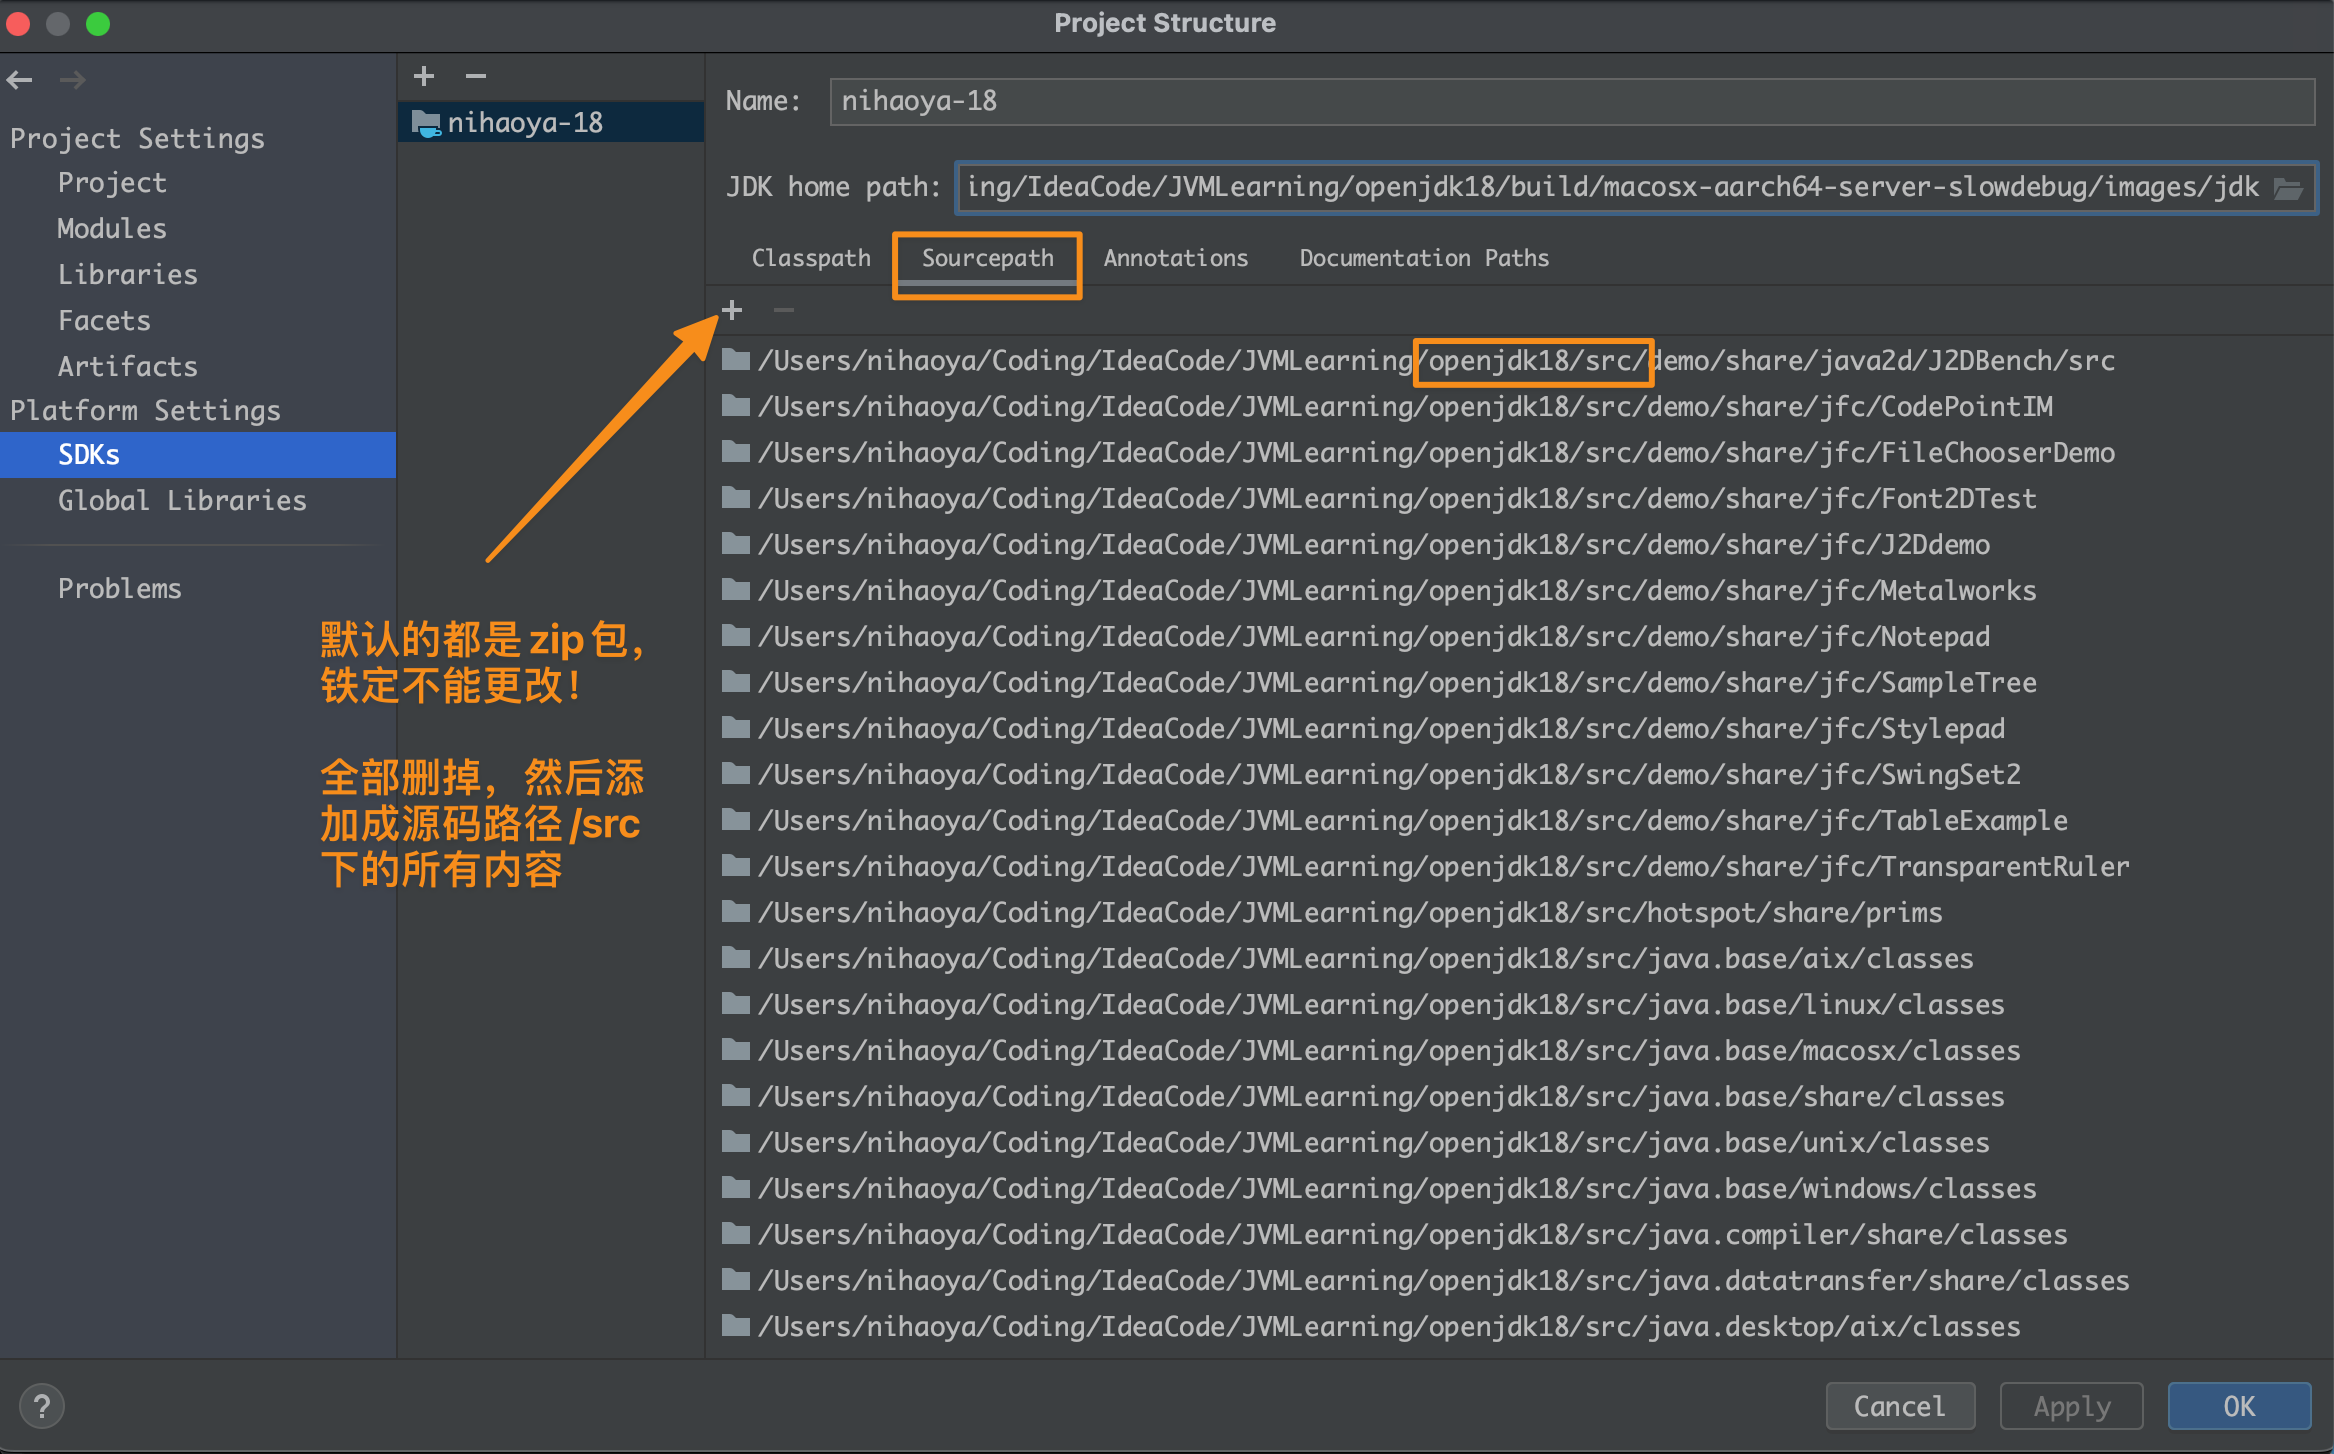 Project Structure
Project Settings
Project
Modules
Libraries
Facets
Artifacts
Platform Settings
SDKs
Global Libraries
Problems
nihaoya-18
Name: nihaoya-18
JDK home path: ing/IdeaCode/JVMLearning/openjdk18/build/macosx-aarch64-server-slowdebug/images/jdk
Classpath Sourcepath Annotations Documentation Paths
/Users/nihaoya/Coding/IdeaCode/JVMLearning/openjdk18/src/demo/share/java2d/J2DBench/src
/Users/nihaoya/Coding/IdeaCode/JVMLearning/openjdk18/src/demo/share/jfc/CodePointIM
/Users/nihaoya/Coding/IdeaCode/JVMLearning/openjdk18/src/demo/share/jfc/FileChooserDemo
/Users/nihaoya/Coding/IdeaCode/JVMLearning/openjdk18/src/demo/share/jfc/Font2DTest
/Users/nihaoya/Coding/IdeaCode/JVMLearning/openjdk18/src/demo/share/jfc/J2Ddemo
/Users/nihaoya/Coding/IdeaCode/JVMLearning/openjdk18/src/demo/share/jfc/Metalworks
/Users/nihaoya/Coding/IdeaCode/JVMLearning/openjdk18/src/demo/share/jfc/Notepad
/Users/nihaoya/Coding/IdeaCode/JVMLearning/openjdk18/src/demo/share/jfc/SampleTree
/Users/nihaoya/Coding/IdeaCode/JVMLearning/openjdk18/src/demo/share/jfc/Stylepad
/Users/nihaoya/Coding/IdeaCode/JVMLearning/openjdk18/src/demo/share/jfc/SwingSet2
/Users/nihaoya/Coding/IdeaCode/JVMLearning/openjdk18/src/demo/share/jfc/TableExample
/Users/nihaoya/Coding/IdeaCode/JVMLearning/openjdk18/src/demo/share/jfc/TransparentRuler
/Users/nihaoya/Coding/IdeaCode/JVMLearning/openjdk18/src/hotspot/share/prims
/Users/nihaoya/Coding/IdeaCode/JVMLearning/openjdk18/src/java.base/aix/classes
/Users/nihaoya/Coding/IdeaCode/JVMLearning/openjdk18/src/java.base/linux/classes
/Users/nihaoya/Coding/IdeaCode/JVMLearning/openjdk18/src/java.base/macosx/classes
/Users/nihaoya/Coding/IdeaCode/JVMLearning/openjdk18/src/java.base/share/classes
/Users/nihaoya/Coding/IdeaCode/JVMLearning/openjdk18/src/java.base/unix/classes
/Users/nihaoya/Coding/IdeaCode/JVMLearning/openjdk18/src/java.base/windows/classes
/Users/nihaoya/Coding/IdeaCode/JVMLearning/openjdk18/src/java.compiler/share/classes
/Users/nihaoya/Coding/IdeaCode/JVMLearning/openjdk18/src/java.datatransfer/share/classes
/Users/nihaoya/Coding/IdeaCode/JVMLearning/openjdk18/src/java.desktop/aix/classes
默认的都是 zip 包，
铁定不能更改！
全部删掉，然后添
加成源码路径 /src
下的所有内容
?
Cancel Apply OK